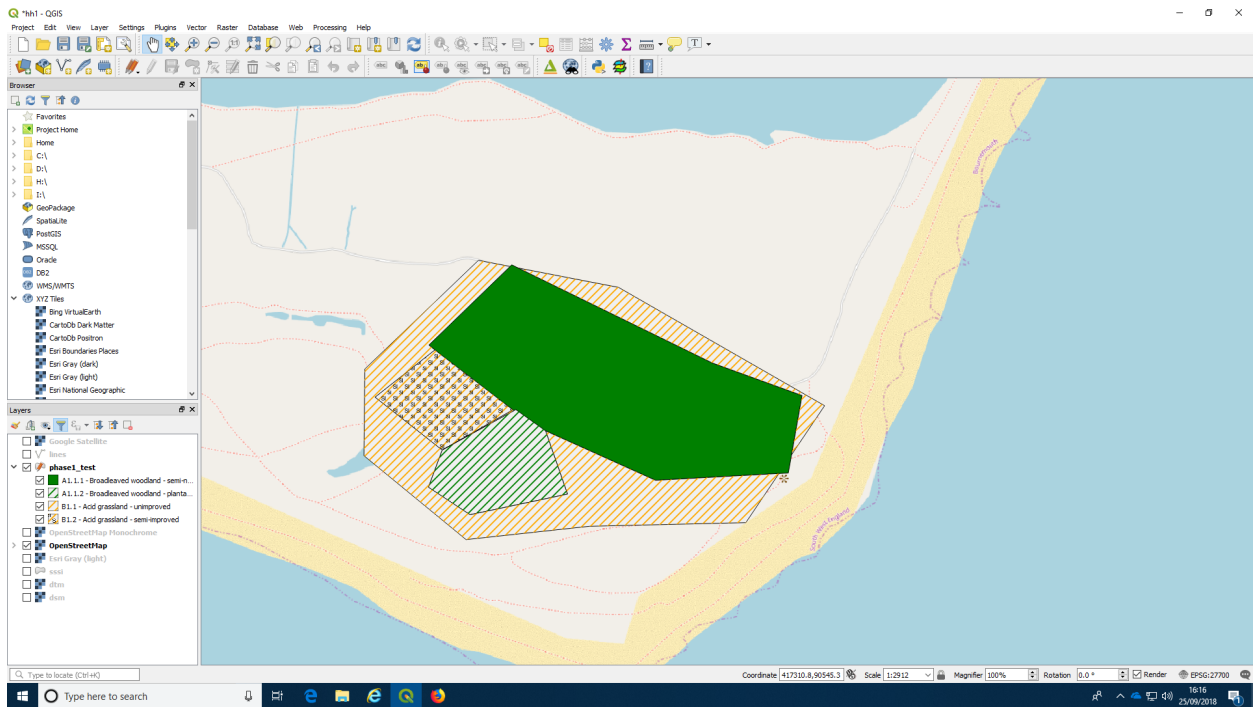 *hh1 - QGIS
Project Edit View Layer Settings Plugins Vector Raster Database Web Processing Help
Browser
Favorites
Project Home
Home
C:\
D:\
H:\
I:\
GeoPackage
SpatiaLite
PostGIS
MSSQL
Oracle
DB2
WMS/WMTS
XYZ Tiles
Bing VirtualEarth
CartoDb Dark Matter
CartoDb Positron
Esri Boundaries Places
Esri Gray (dark)
Esri Gray (light)
Esri National Geographic
Layers
Google Satellite
lines
phase1_test
A1.1.1 - Broadleaved woodland - semi-n...
A1.1.2 - Broadleaved woodland - planta...
B1.1 - Acid grassland - unimproved
B1.2 - Acid grassland - semi-improved
OpenStreetMap Monochrome
OpenStreetMap
Esri Gray (light)
sssi
dtm
dsm
Bournemouth
South West England
Type to locate (Ctrl+K)
Coordinate 417310.8,90545.3 Scale 1:2912 Magnifier 100% Rotation 0.0 ° Render EPSG:27700
Type here to search
16:16
25/09/2018